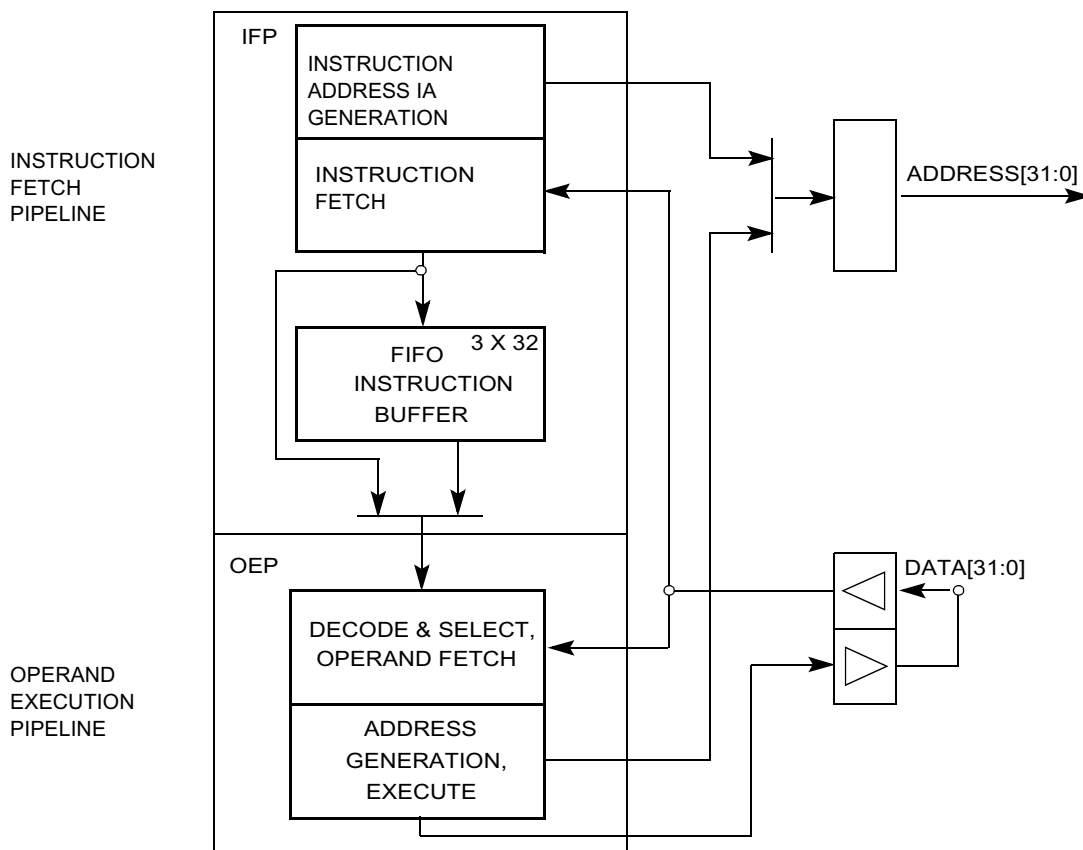 IFP
INSTRUCTION
ADDRESS IA
GENERATION
INSTRUCTION
FETCH
PIPELINE
INSTRUCTION
FETCH
ADDRESS[31:0]
3 X 32
FIFO
INSTRUCTION
BUFFER
OEP
DATA[31:0]
DECODE & SELECT,
OPERAND FETCH
OPERAND
EXECUTION
PIPELINE
ADDRESS
GENERATION,
EXECUTE